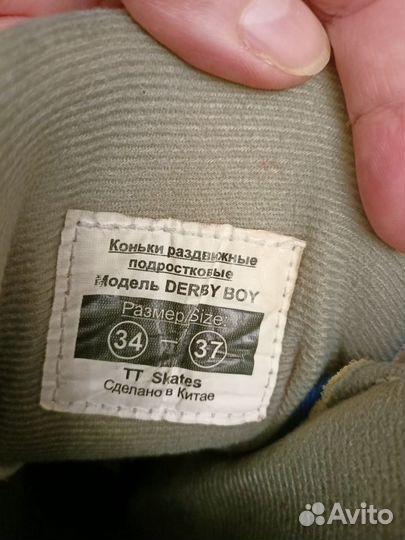 Коньки раздвижные
подростковые
Модель DERBY BOY
Размер/Size:
34 — 37
TT Skates
Сделано в Китае
Avito